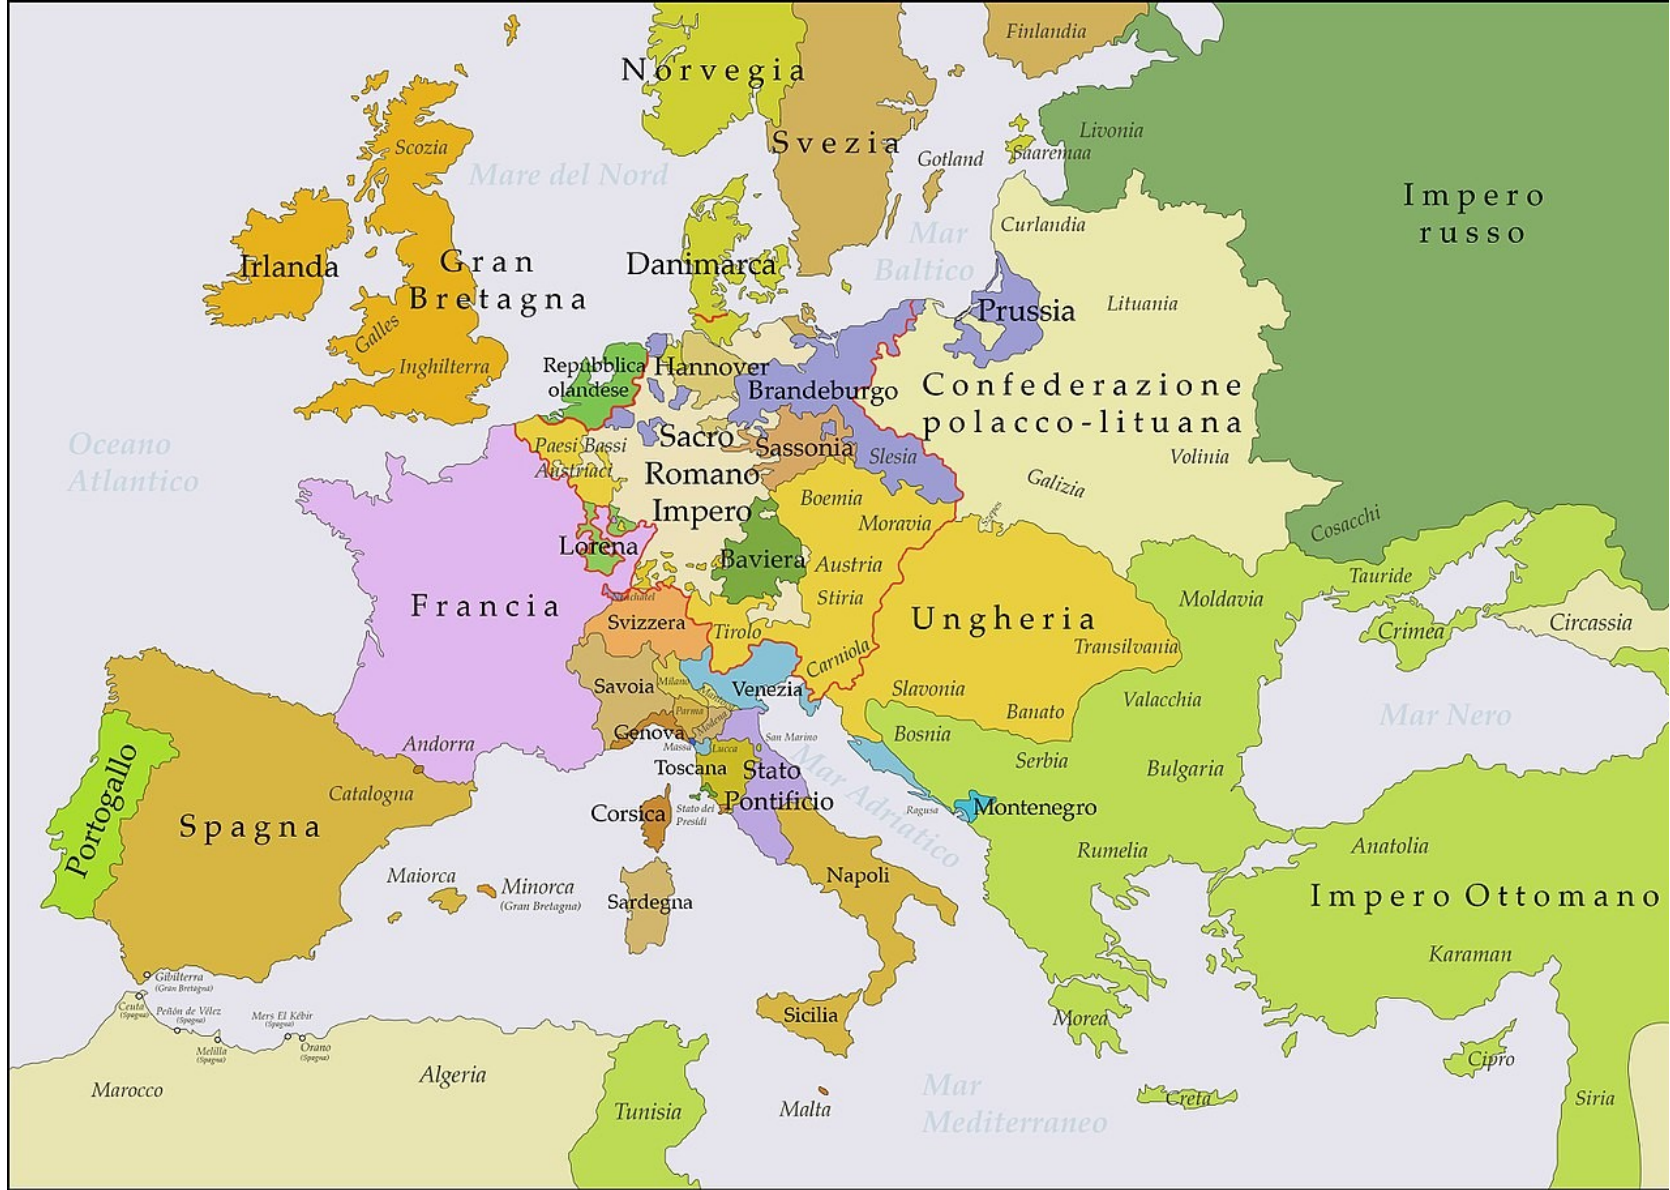 Finlandia
Norvegia
Svezia
Scozia
Mare del Nord
Gotland
Saaremaa
Livonia
Impero
russo
Curlandia
Mar
Baltico
Irlanda
Gran
Bretagna
Danimarca
Galles
Inghilterra
Prussia
Lituania
Repubblica
olandese
Hannover
Brandeburgo
Confederazione
polacco-lituana
Volinia
Galizia
Oceano
Atlantico
Paesi Bassi
Austriaci
Sacro
Romano
Impero
Sassonia
Slesia
Boemia
Moravia
Cosacchi
Lorena
Baviera
Austria
Stiria
Francia
Neuchâtel
Svizzera
Tirolo
Carniola
Ungheria
Transilvania
Moldavia
Tauride
Crimea
Circassia
Savoia
Milano
Mantova
Venezia
Slavonia
Banato
Valacchia
Mar Nero
Parma
Modena
Genova
Massa
Lucca
San Marino
Bosnia
Serbia
Bulgaria
Andorra
Catalogna
Portogallo
Spagna
Toscana
Stato
Pontificio
Corsica
Stato dei
Presidi
Mar Adriatico
Ragusa
Montenegro
Rumelia
Anatolia
Impero Ottomano
Maiorca
Minorca
(Gran Bretagna)
Sardegna
Napoli
Karaman
Gibilterra
(Gran Bretagna)
Ceuta
(Spagna)
Peñón de Vélez
(Spagna)
Melilla
(Spagna)
Mers El Kébir
(Spagna)
Orano
(Spagna)
Sicilia
Morea
Cipro
Marocco
Algeria
Tunisia
Malta
Mar
Mediterraneo
Creta
Siria